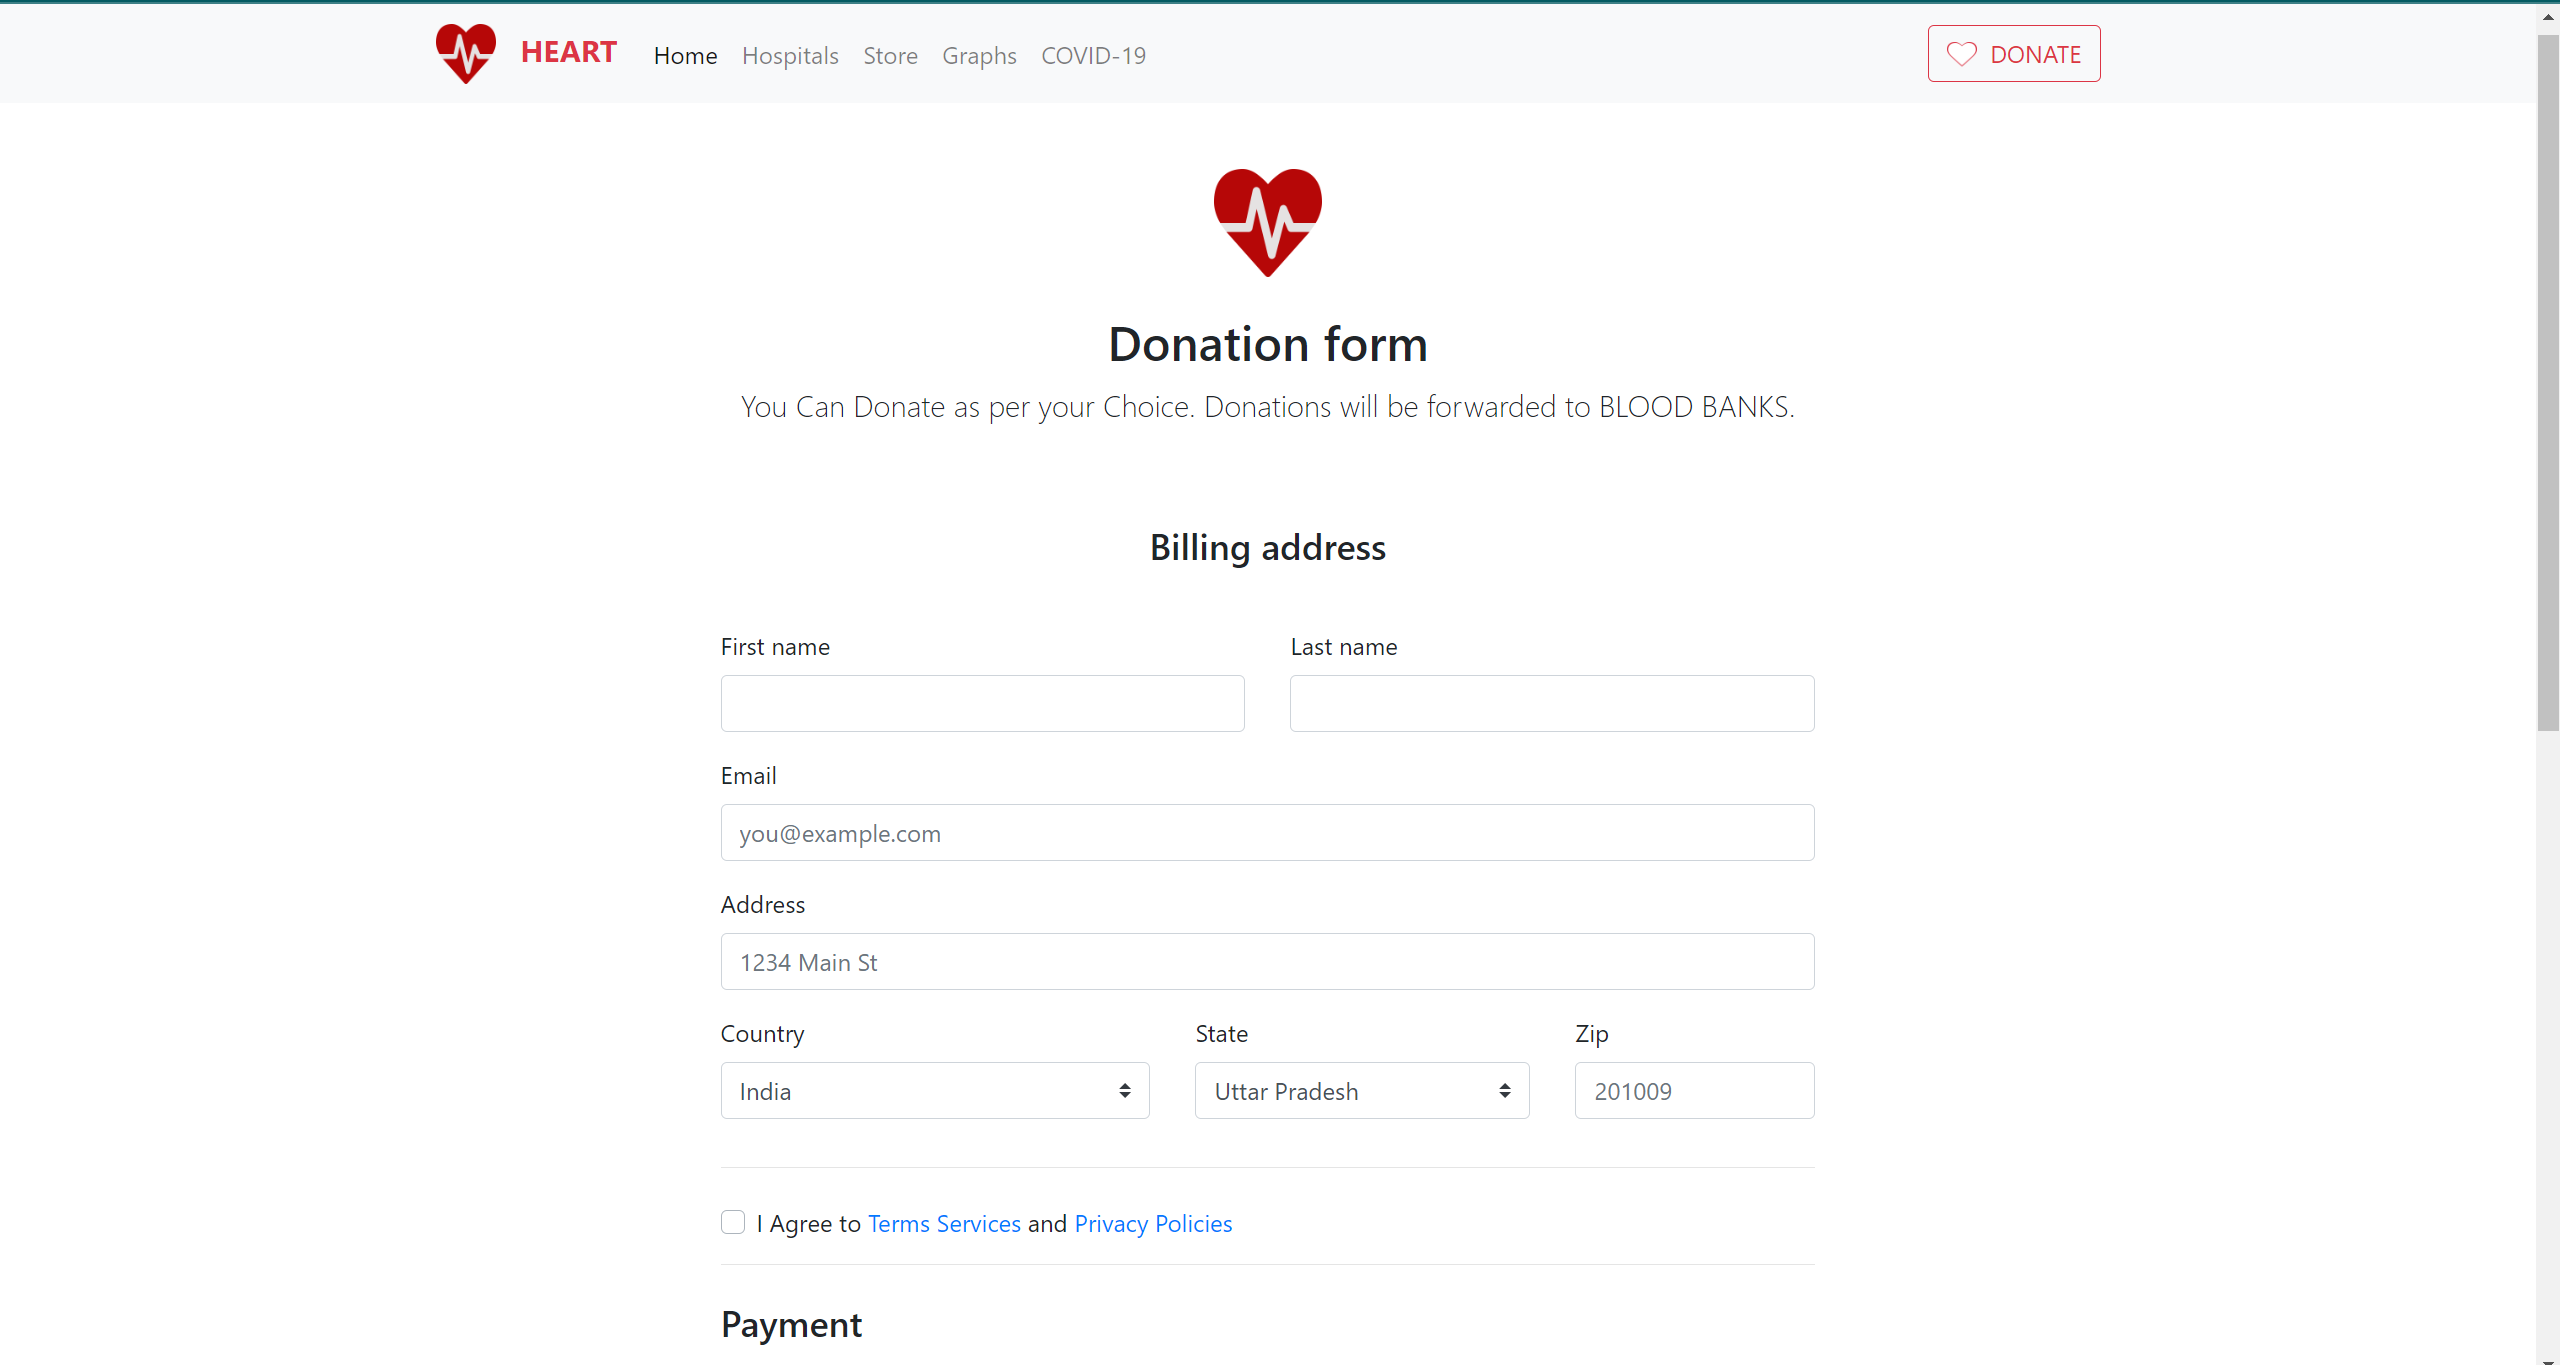 HEART Home Hospitals Store Graphs COVID-19 DONATE
Donation form
You Can Donate as per your Choice. Donations will be forwarded to BLOOD BANKS.
Billing address
First name Last name
Email
you@example.com
Address
1234 Main St
Country State Zip
India Uttar Pradesh 201009
I Agree to Terms Services and Privacy Policies
Payment